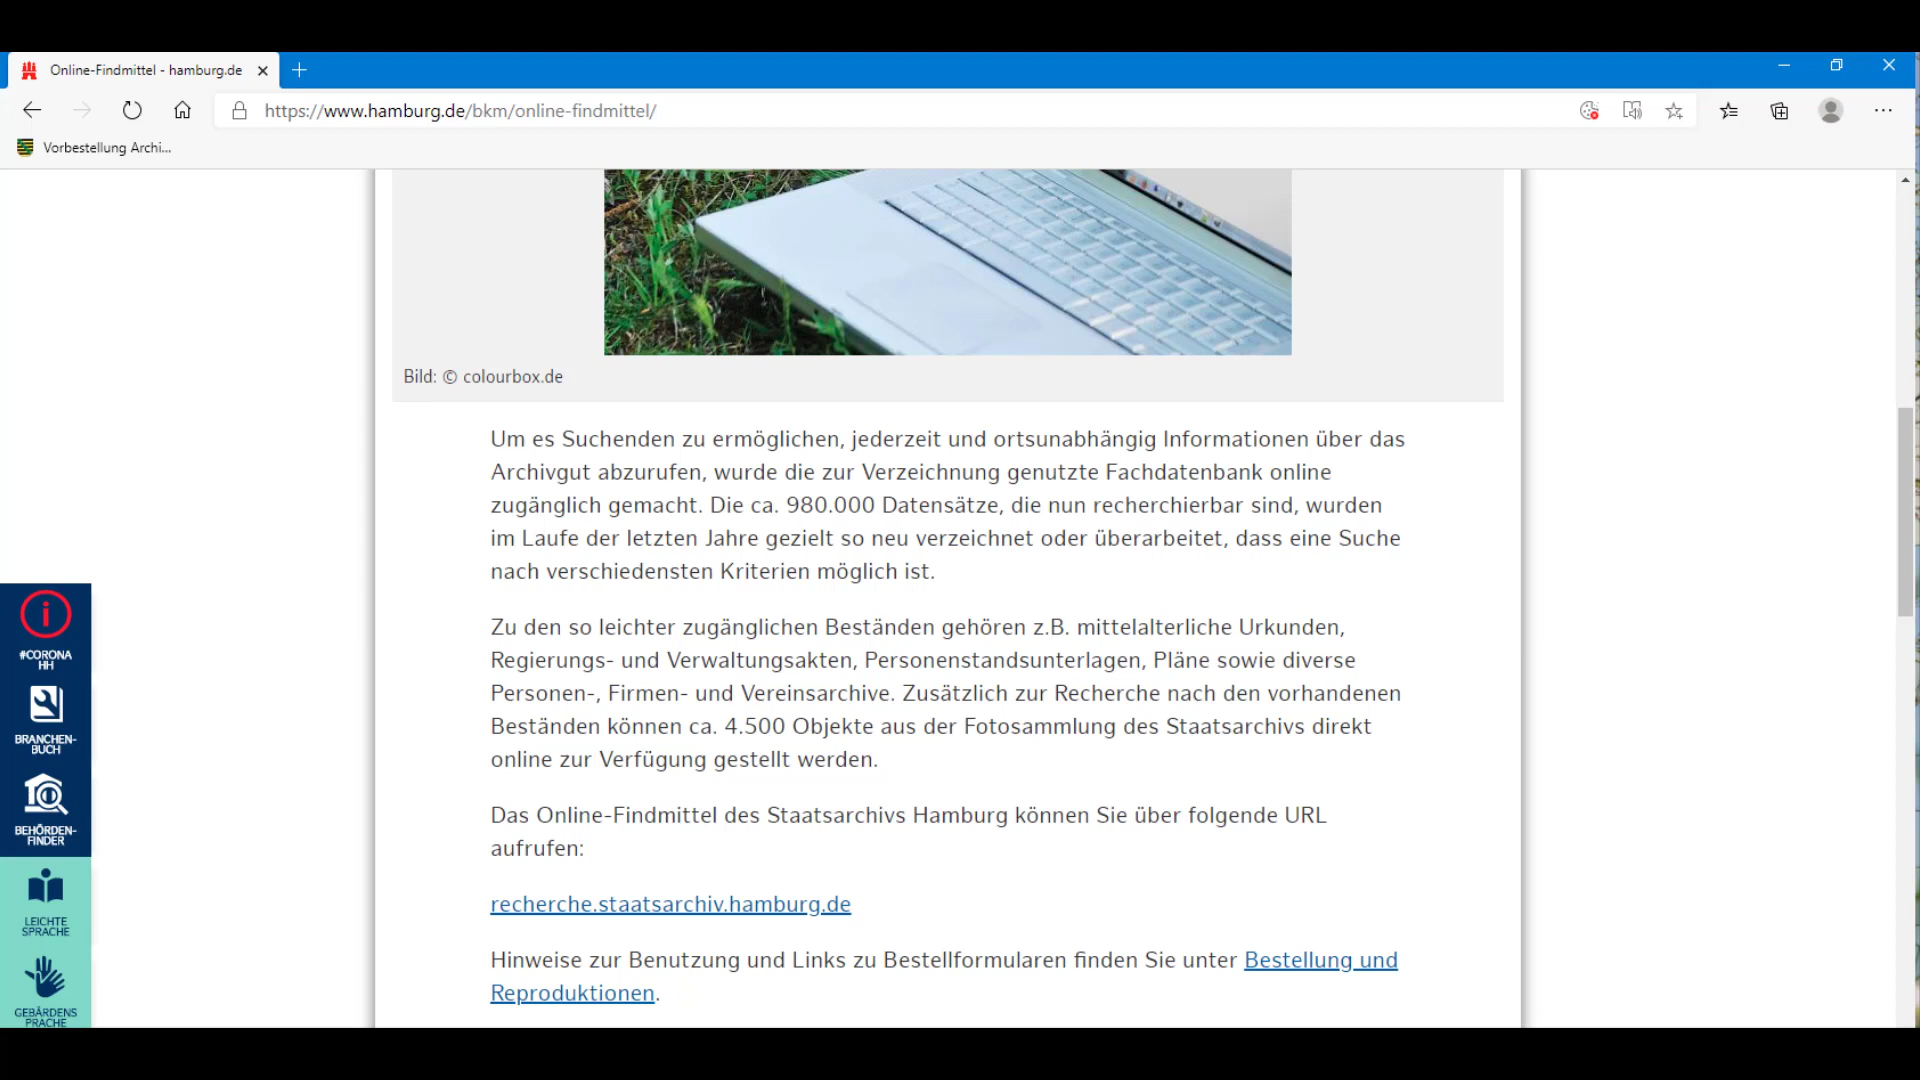 Online-Findmittel - hamburg.de
https://www.hamburg.de/bkm/online-findmittel/
Vorbestellung Archi...
Bild: © colourbox.de
Um es Suchenden zu ermöglichen, jederzeit und ortsunabhängig Informationen über das
Archivgut abzurufen, wurde die zur Verzeichnung genutzte Fachdatenbank online
zugänglich gemacht. Die ca. 980.000 Datensätze, die nun recherchierbar sind, wurden
im Laufe der letzten Jahre gezielt so neu verzeichnet oder überarbeitet, dass eine Suche
nach verschiedensten Kriterien möglich ist.
Zu den so leichter zugänglichen Beständen gehören z.B. mittelalterliche Urkunden,
Regierungs- und Verwaltungsakten, Personenstandsunterlagen, Pläne sowie diverse
Personen-, Firmen- und Vereinsarchive. Zusätzlich zur Recherche nach den vorhandenen
Beständen können ca. 4.500 Objekte aus der Fotosammlung des Staatsarchivs direkt
online zur Verfügung gestellt werden.
Das Online-Findmittel des Staatsarchivs Hamburg können Sie über folgende URL
aufrufen:
recherche.staatsarchiv.hamburg.de
Hinweise zur Benutzung und Links zu Bestellformularen finden Sie unter Bestellung und
Reproduktionen.
#CORONA
HH
BRANCHEN-
BUCH
BEHÖRDEN-
FINDER
LEICHTE
SPRACHE
GEBÄRDENS
PRACHE